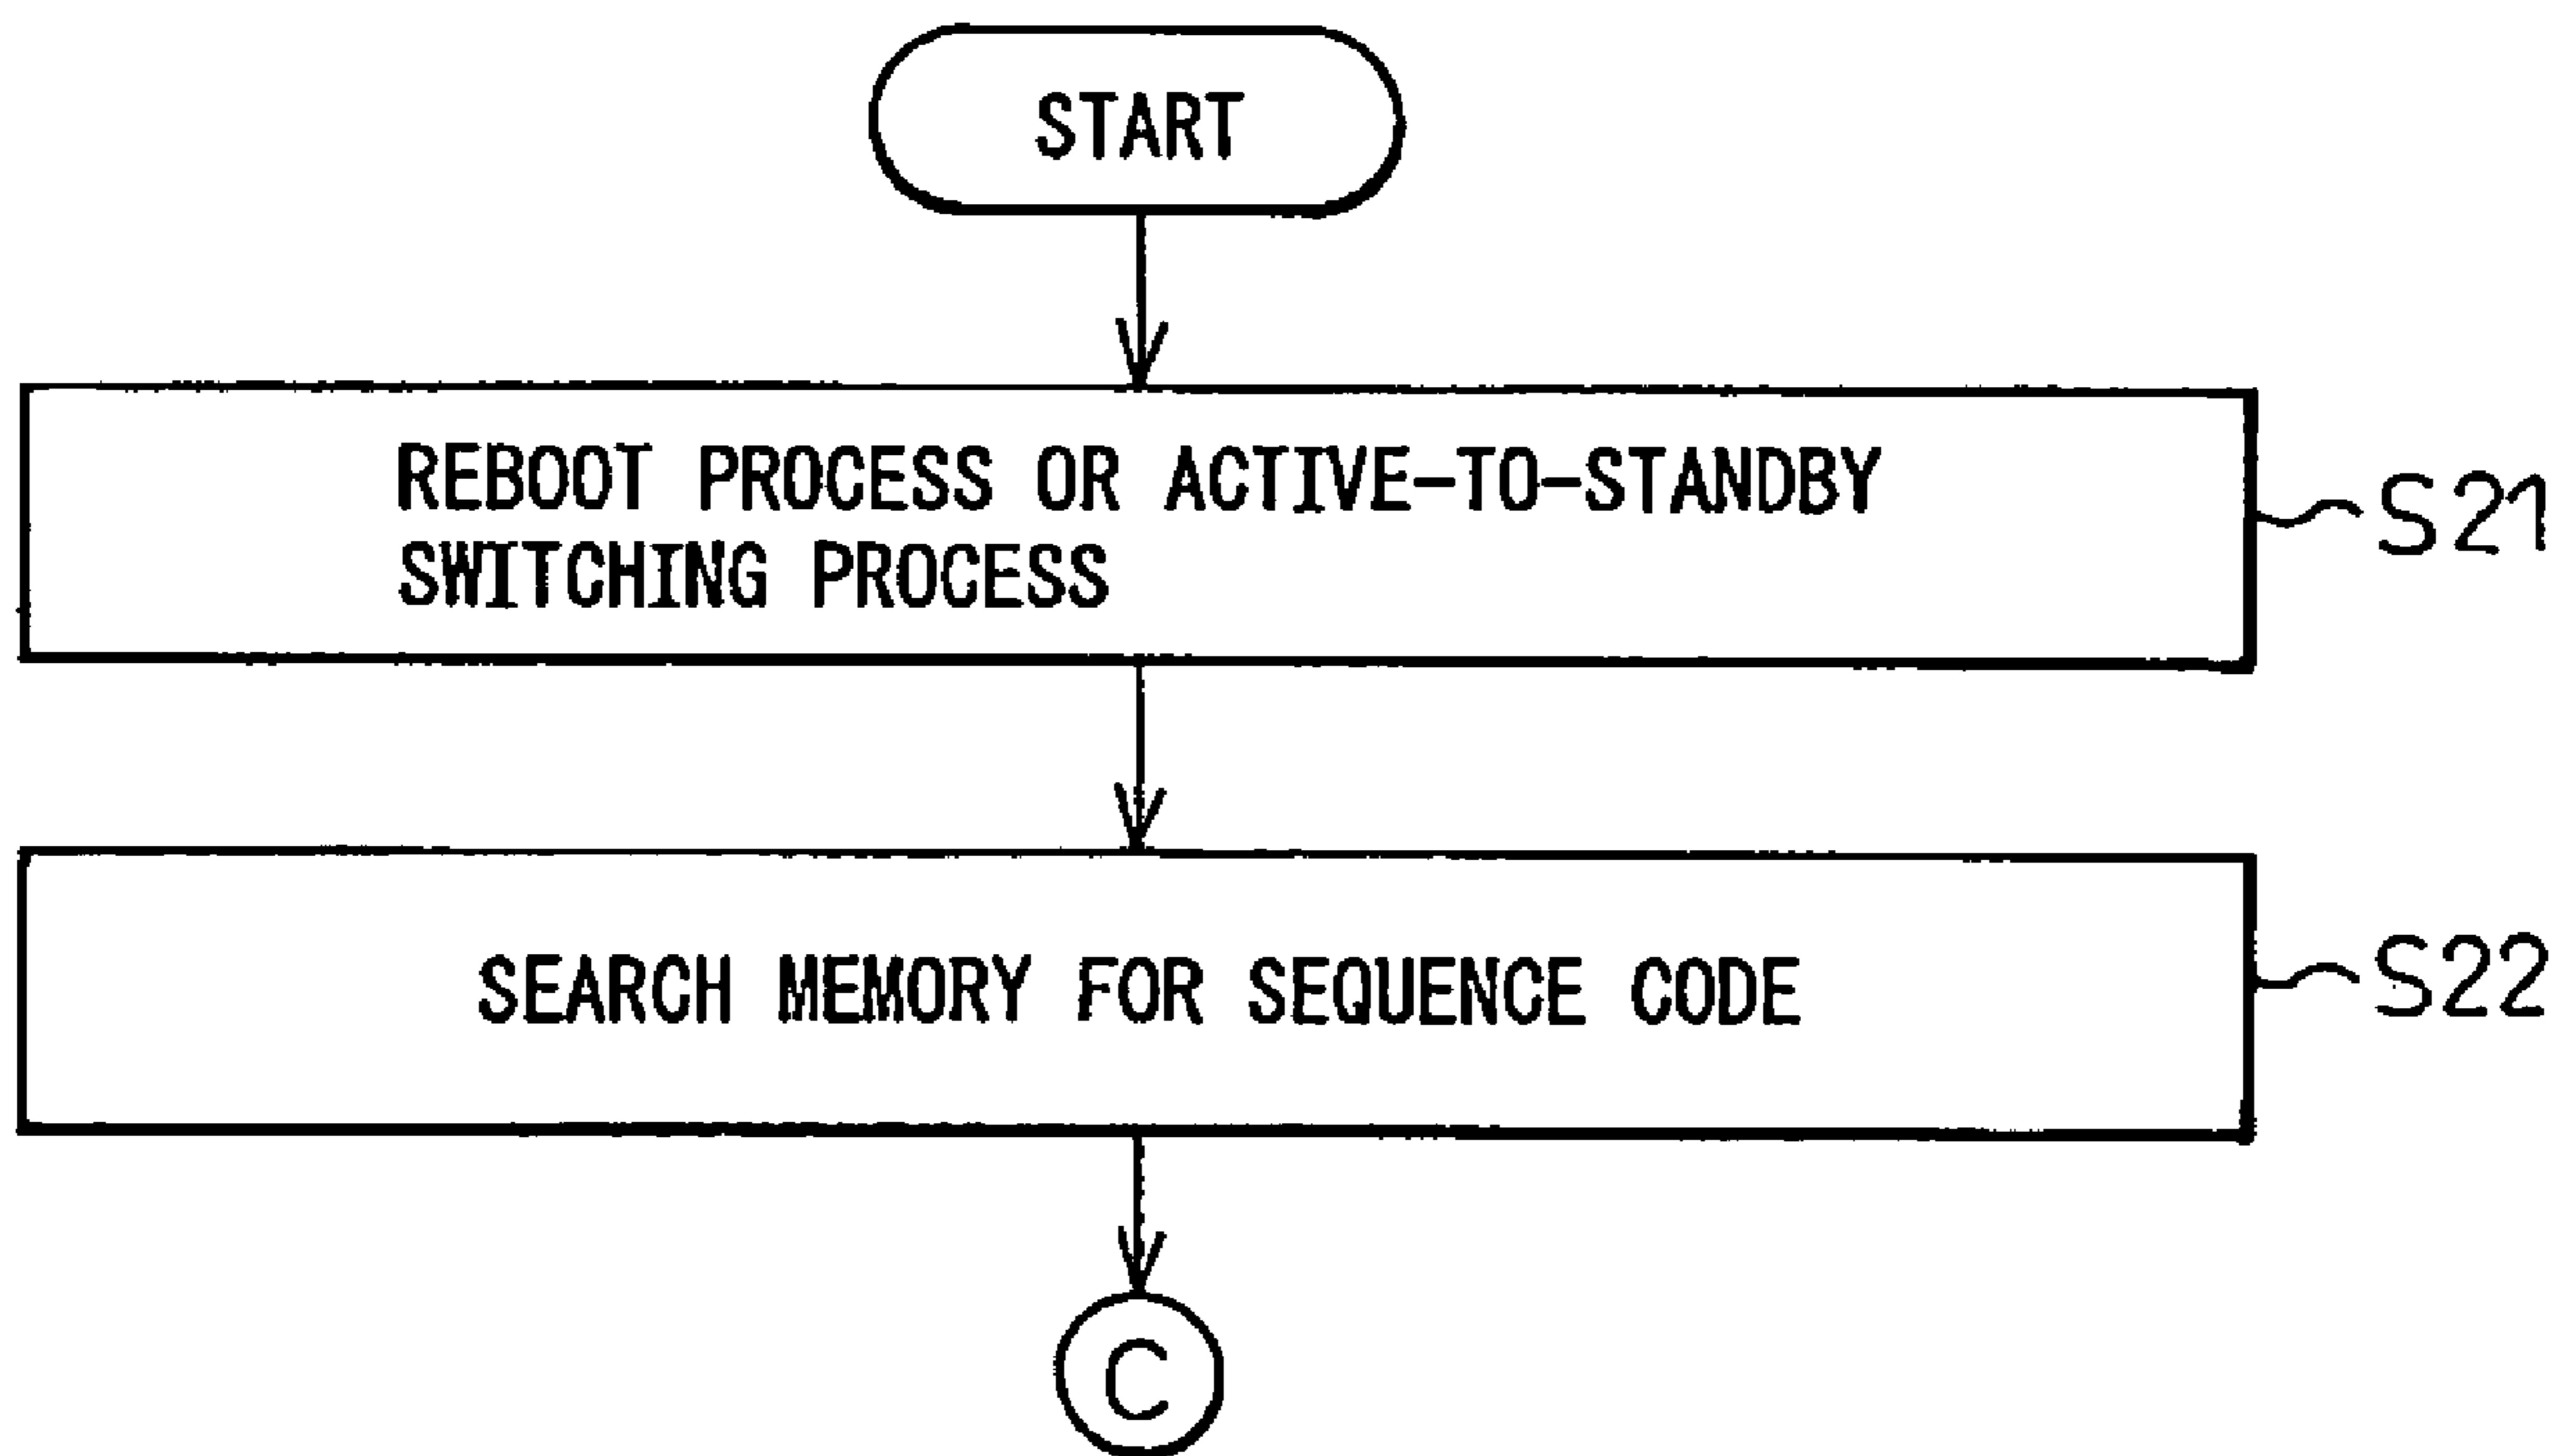 START
REBOOT PROCESS OR ACTIVE-TO-STANDBY
SWITCHING PROCESS
S21
SEARCH MEMORY FOR SEQUENCE CODE
S22
C